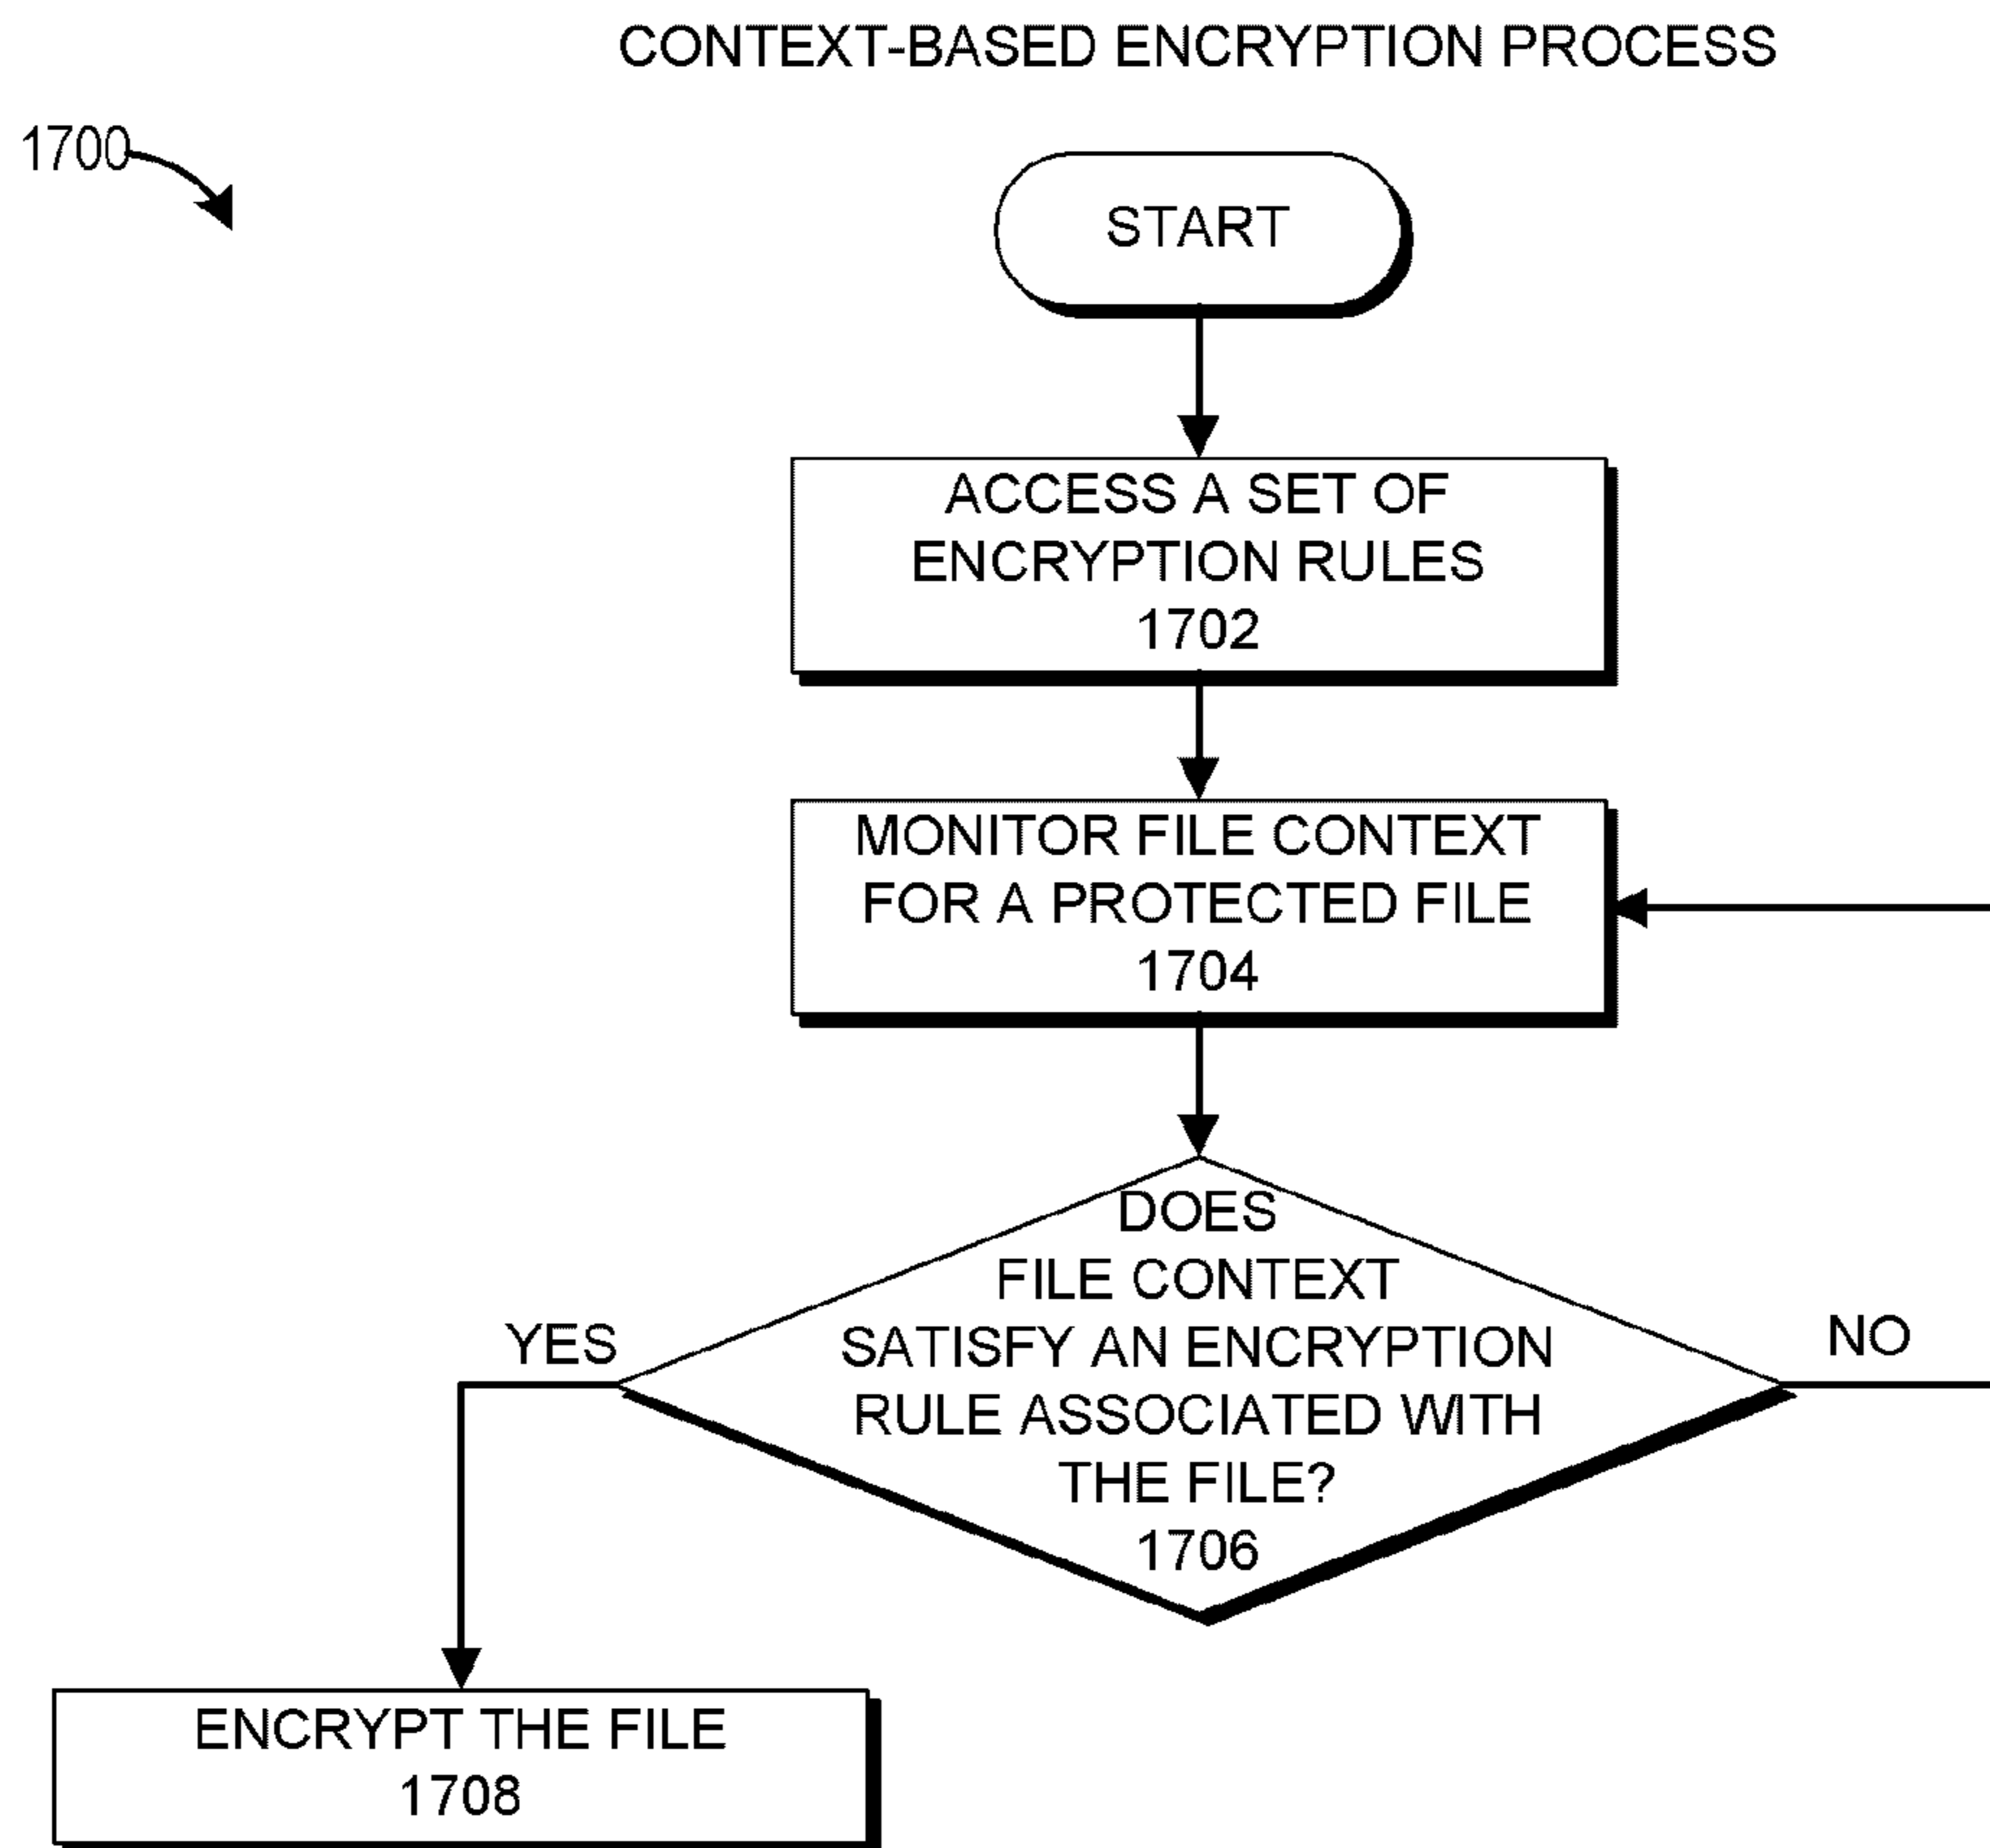 CONTEXT-BASED ENCRYPTION PROCESS
1700
START
ACCESS A SET OF
ENCRYPTION RULES
1702
MONITOR FILE CONTEXT
FOR A PROTECTED FILE
1704
DOES
FILE CONTEXT
SATISFY AN ENCRYPTION
RULE ASSOCIATED WITH
THE FILE?
1706
YES
NO
ENCRYPT THE FILE
1708